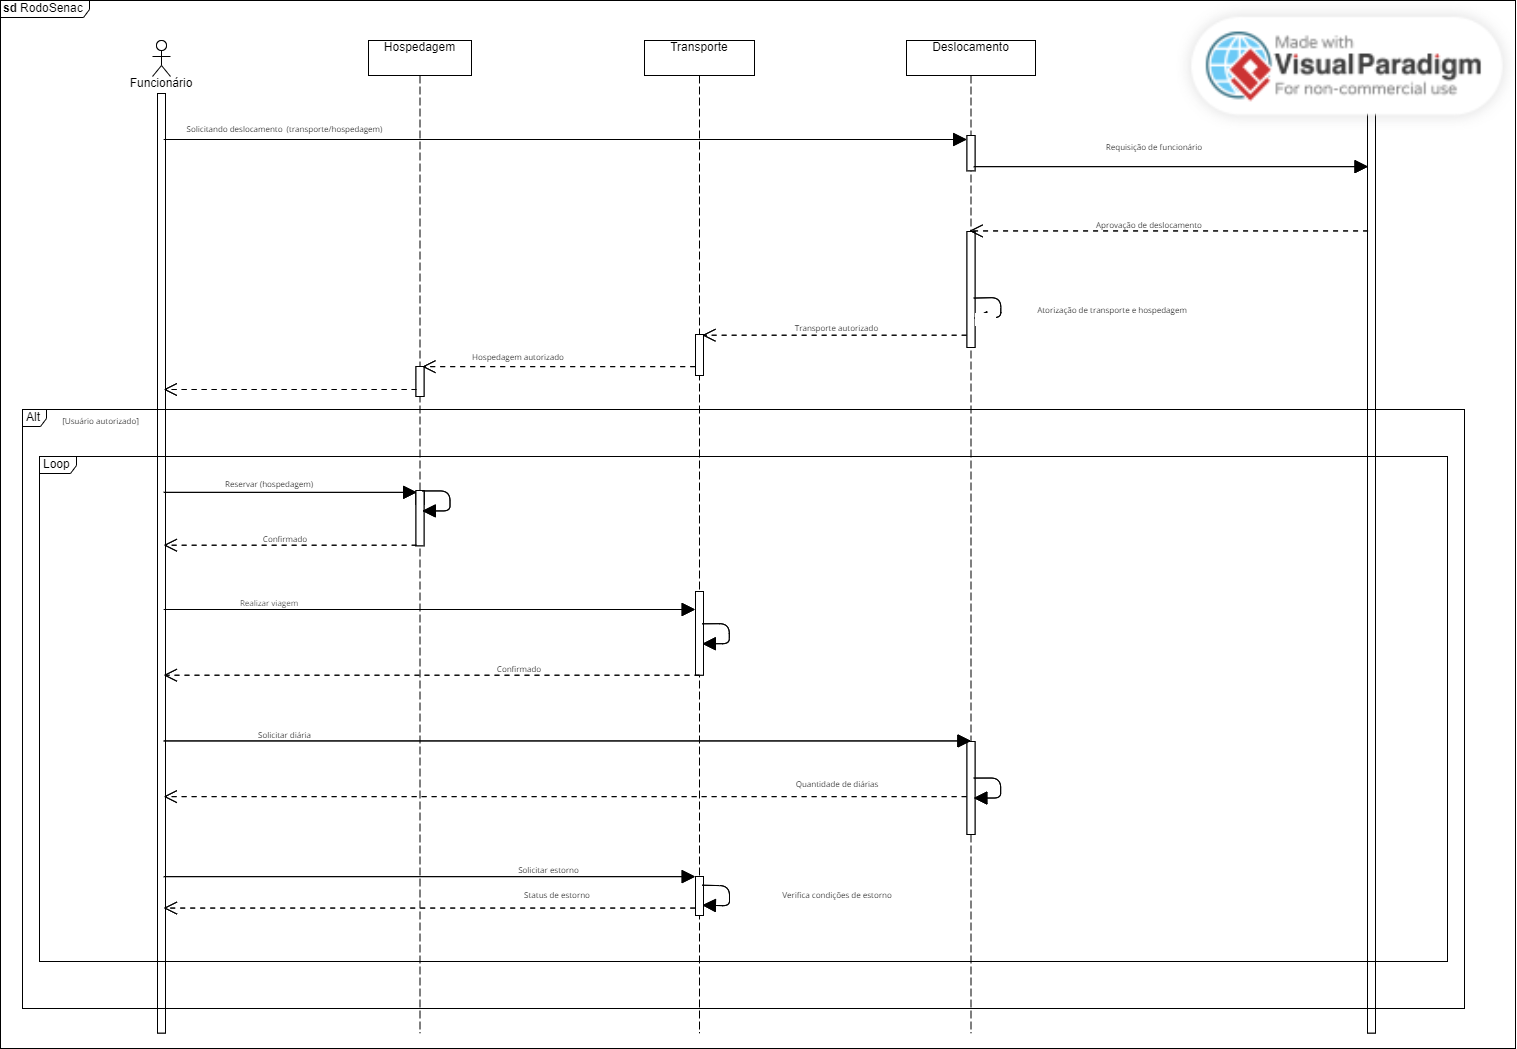 sd RodoSenac
Made with
Visual Paradigm
For non-commercial use
Funcionário
Hospedagem
Transporte
Deslocamento
Solicitando deslocamento (transporte/hospedagem)
Requisição de funcionário
Aprovação de deslocamento
Atorização de transporte e hospedagem
Transporte autorizado
Hospedagem autorizado
Alt
[Usuário autorizado]
Loop
Reservar (hospedagem)
Confirmado
Realizar viagem
Confirmado
Solicitar diária
Quantidade de diárias
Solicitar estorno
Status de estorno
Verifica condições de estorno